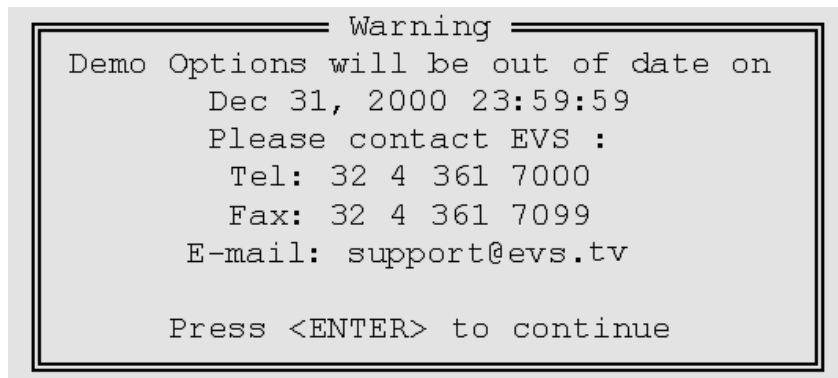 Warning
Demo Options will be out of date on
Dec 31, 2000 23:59:59
Please contact EVS :
Tel: 32 4 361 7000
Fax: 32 4 361 7099
E-mail: support@evs.tv
Press <ENTER> to continue